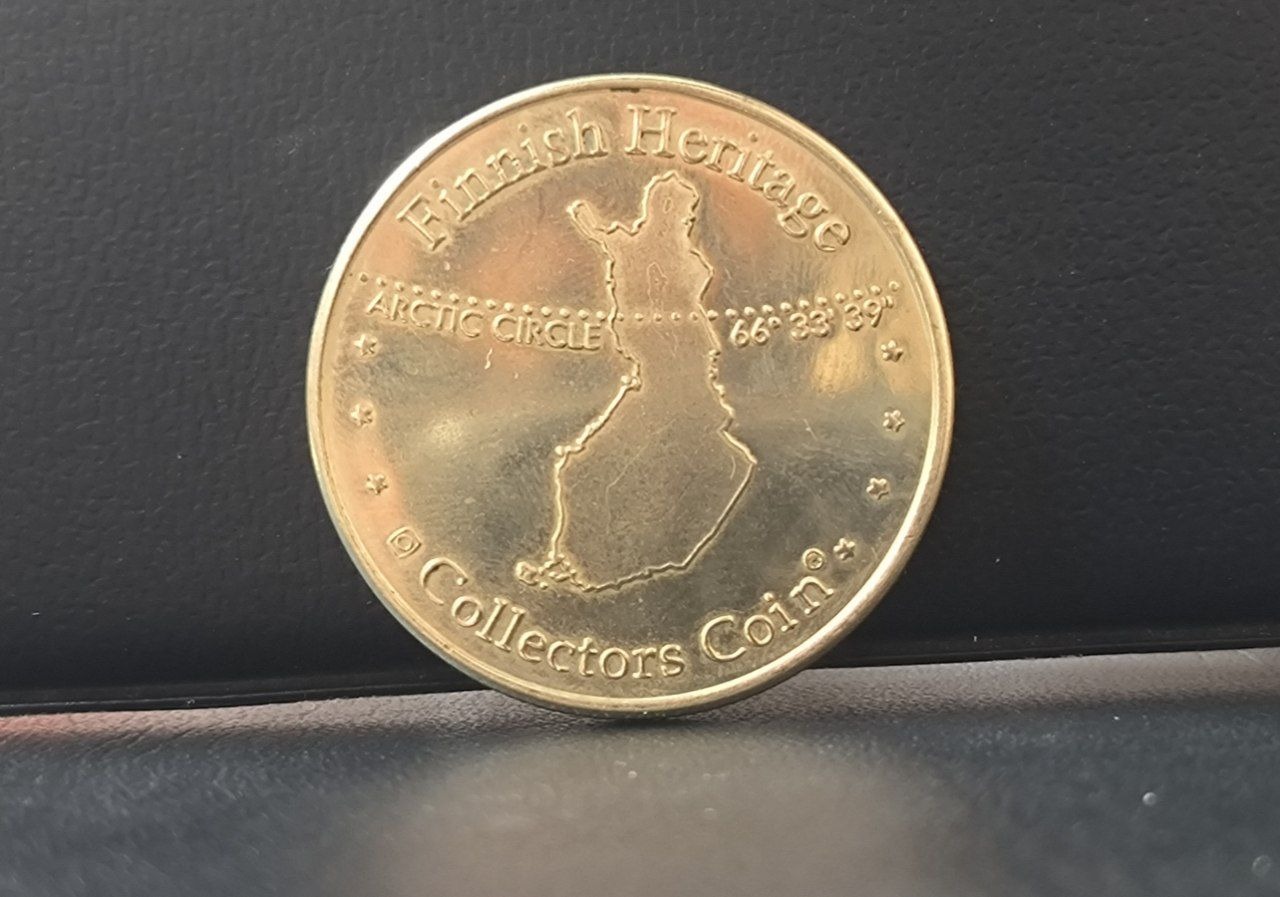 Finnish Heritage
ARCTIC CIRCLE 66° 33' 39"
Collectors Coin®